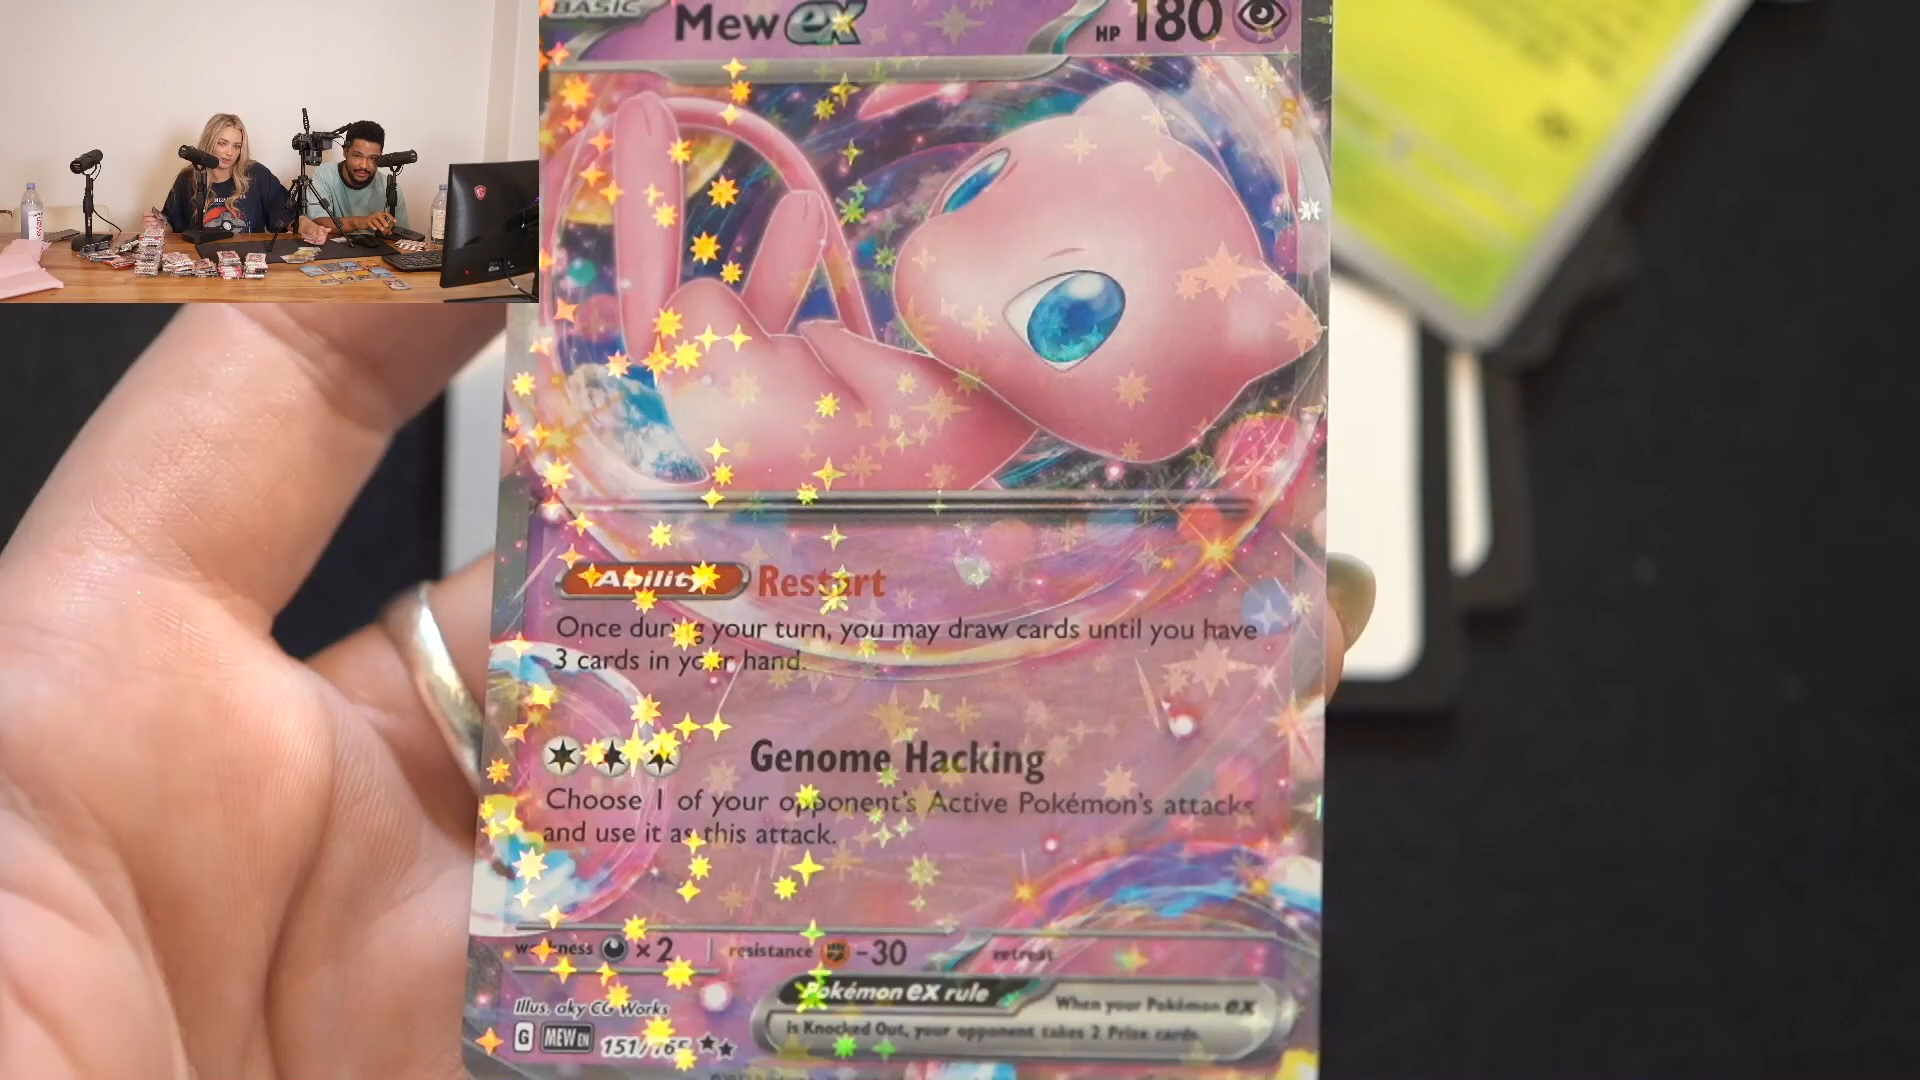 BASIC
Mew ex
HP 180
Ability Restart
Once during your turn, you may draw cards until you have
3 cards in your hand.
Genome Hacking
Choose 1 of your opponent's Active Pokémon's attacks
and use it as this attack.
weakness ×2 resistance -30 retreat
Pokémon ex rule
When your Pokémon ex
is Knocked Out, your opponent takes 2 Prize cards.
Illus. aky CG Works
G MEW EN 151/165